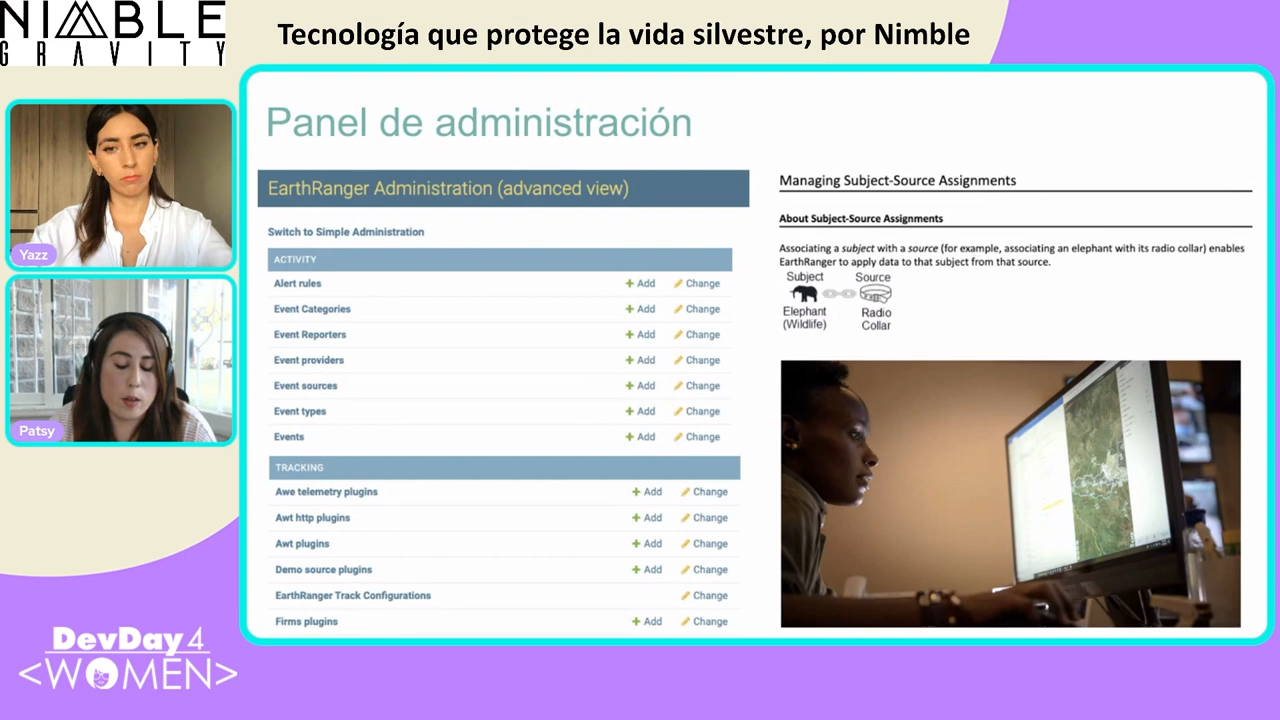 NIMBLE
GRAVITY
Tecnología que protege la vida silvestre, por Nimble
Yazz
Patsy
DevDay 4
<WOMEN>
Panel de administración
EarthRanger Administration (advanced view)
Switch to Simple Administration
ACTIVITY
Alert rules + Add Change
Event Categories + Add Change
Event Reporters + Add Change
Event providers + Add Change
Event sources + Add Change
Event types + Add Change
Events + Add Change
TRACKING
Awe telemetry plugins + Add Change
Awt http plugins + Add Change
Awt plugins + Add Change
Demo source plugins + Add Change
EarthRanger Track Configurations Change
Firms plugins + Add Change
Managing Subject-Source Assignments
About Subject-Source Assignments
Associating a subject with a source (for example, associating an elephant with its radio collar) enables
EarthRanger to apply data to that subject from that source.
Subject Source
Elephant Radio
(Wildlife) Collar